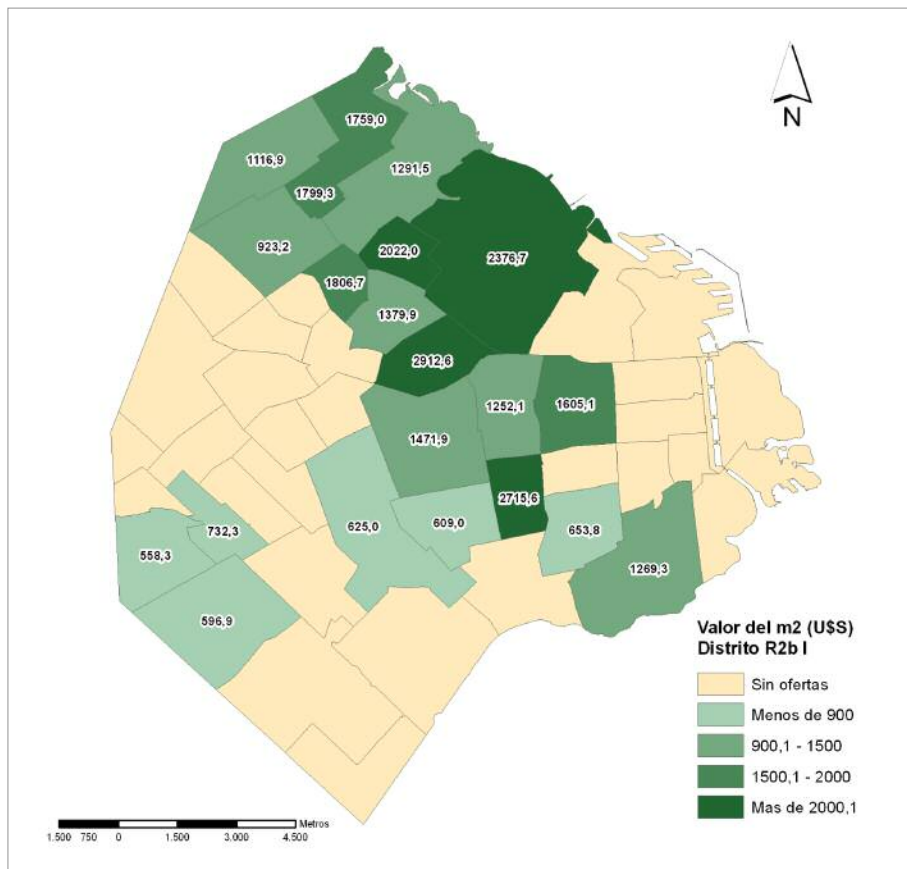 N
1759,0
1116,9
1291,5
1799,3
923,2
2022,0
2376,7
1806,7
1379,9
2912,6
1252,1
1605,1
1471,9
2715,6
625,0
609,0
653,8
732,3
558,3
1269,3
596,9
Valor del m2 (U$S)
Distrito R2b I
Sin ofertas
Menos de 900
900,1 - 1500
1500,1 - 2000
Mas de 2000,1
Metros
1.500 750 0 1.500 3.000 4.500